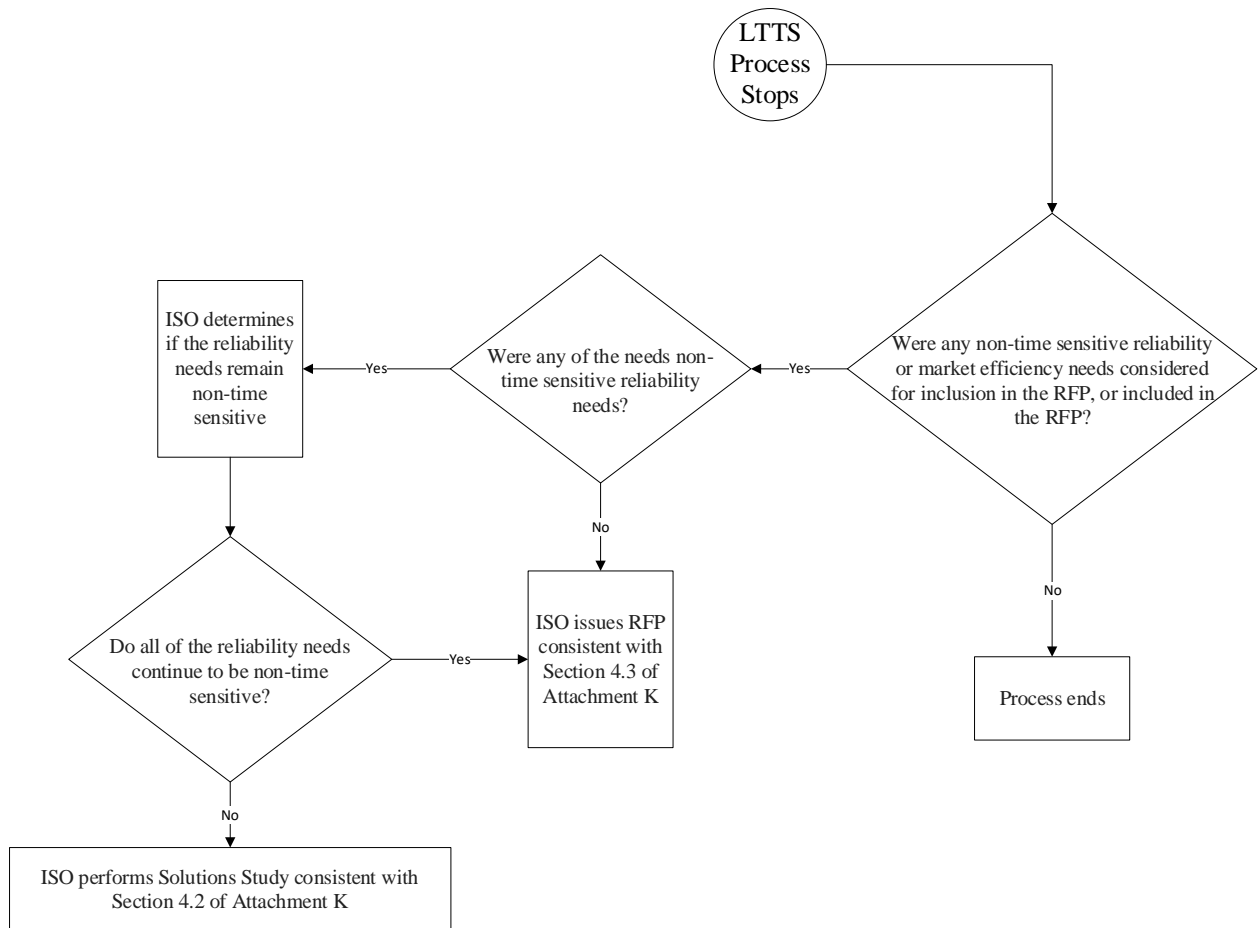 LTTS
Process
Stops
Were any non-time sensitive reliability
or market efficiency needs considered
for inclusion in the RFP, or included in
the RFP?
Yes
No
Process ends
Were any of the needs non-
time sensitive reliability
needs?
Yes
No
ISO determines
if the reliability
needs remain
non-time
sensitive
Do all of the reliability needs
continue to be non-time
sensitive?
Yes
No
ISO issues RFP
consistent with
Section 4.3 of
Attachment K
ISO performs Solutions Study consistent with
Section 4.2 of Attachment K